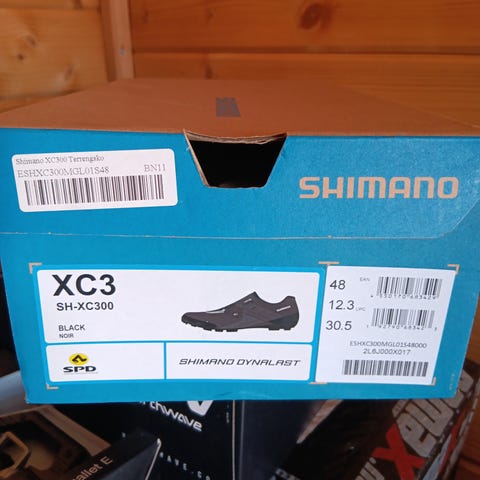 Shimano XC300 Terrengsko
ESHXC300MGL01S48 BN11
SHIMANO
XC3
SH-XC300
BLACK
NOIR
SPD
SHIMANO DYNALAST
48 EAN
12.3 UPC
30.5
ESHXC300MGL01S48000
2L6J000X017